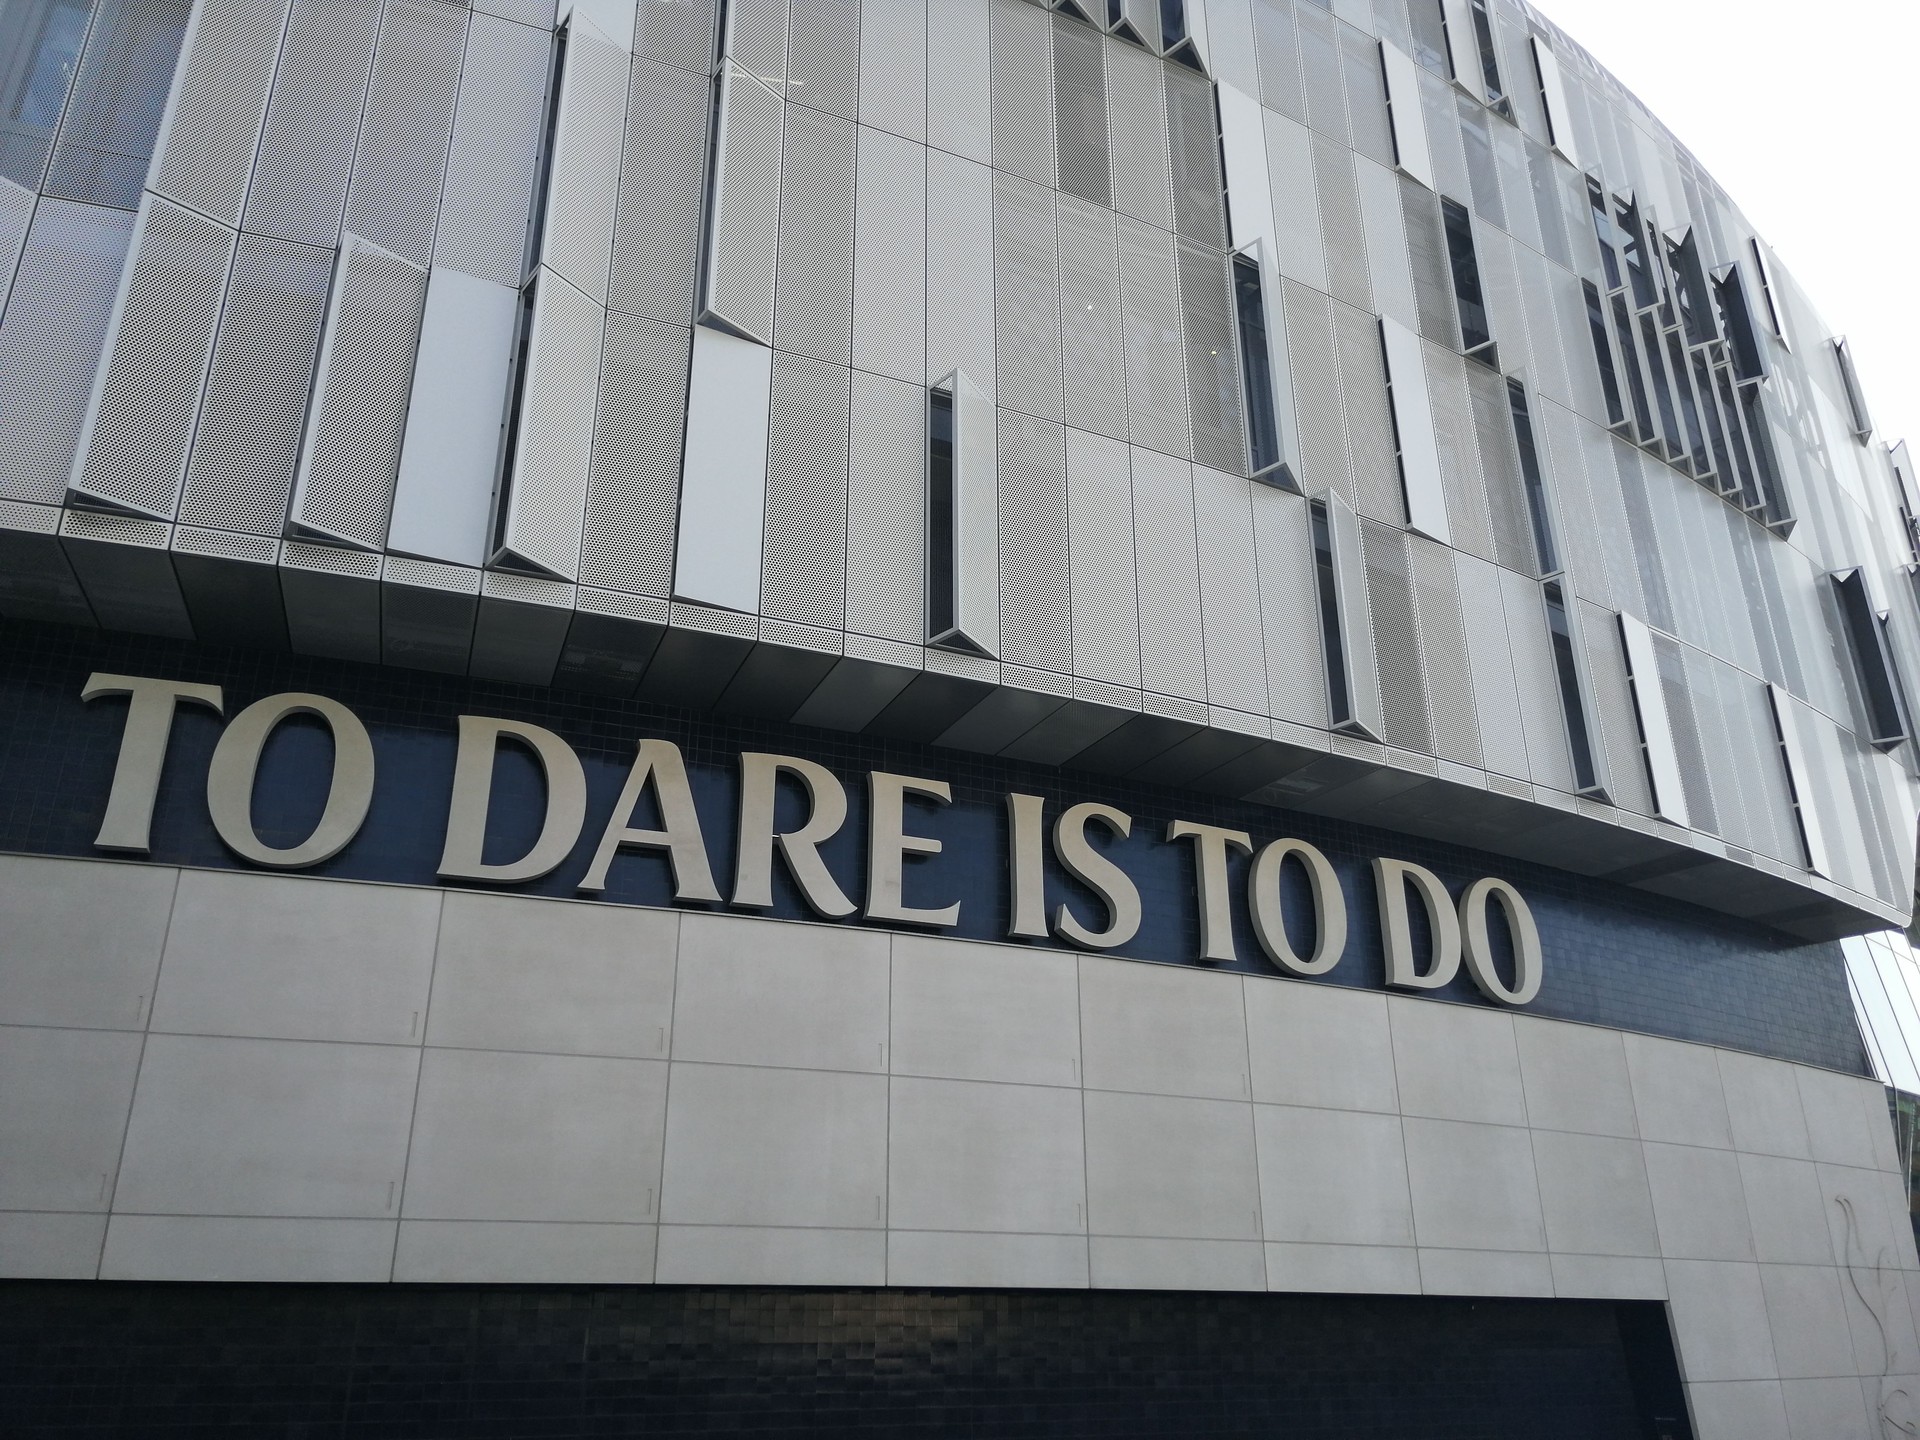 TO DARE IS TO DO